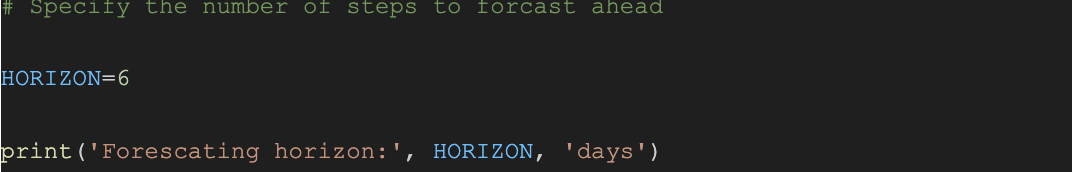 # Specify the number of steps to forcast ahead
HORIZON=6
print('Forescating horizon:', HORIZON, 'days')